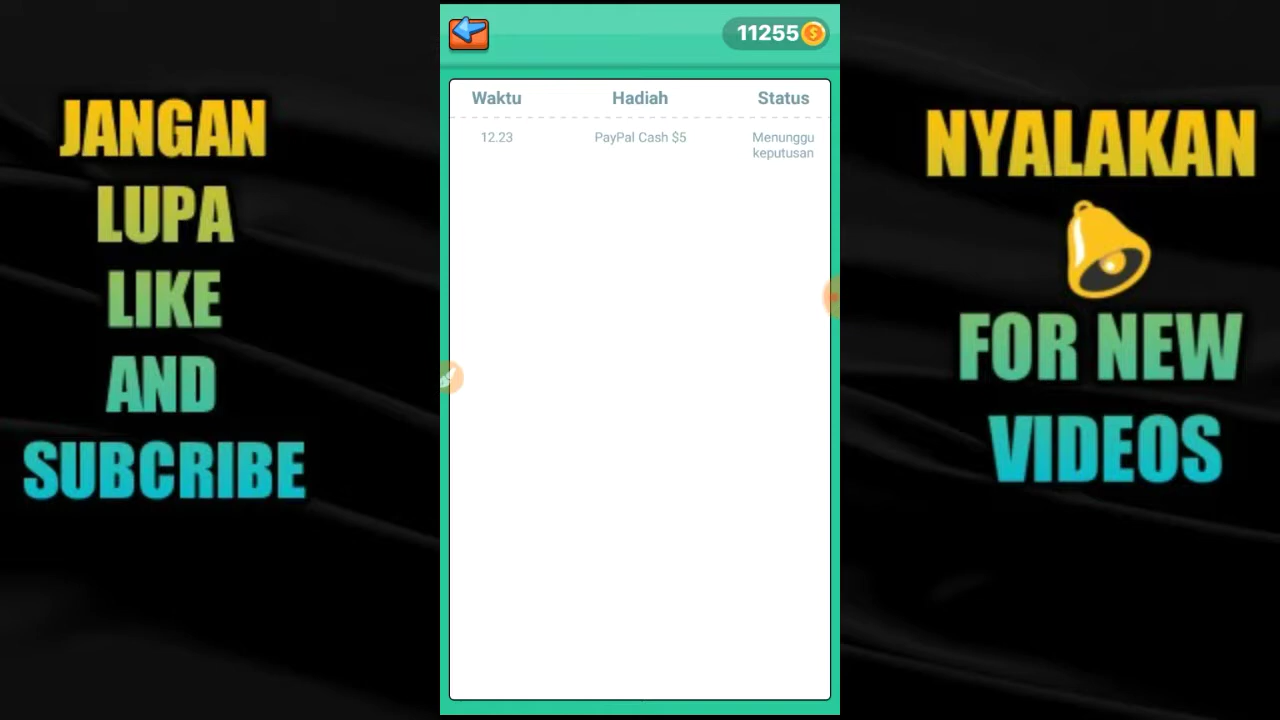 JANGAN
LUPA
LIKE
AND
SUBCRIBE
11255
Waktu Hadiah Status
12.23 PayPal Cash $5 Menunggu
keputusan
NYALAKAN
FOR NEW
VIDEOS